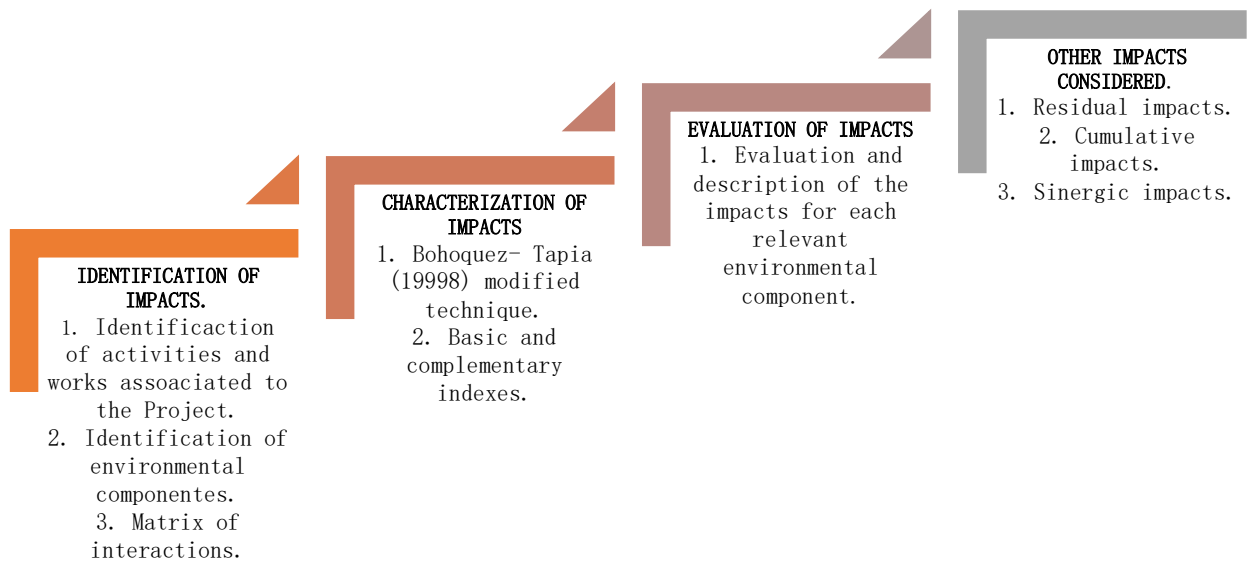 IDENTIFICATION OF
IMPACTS.
1. Identificaction
of activities and
works assoaciated to
the Project.
2. Identification of
environmental
componentes.
3. Matrix of
interactions.
CHARACTERIZATION OF
IMPACTS
1. Bohoquez- Tapia
(19998) modified
technique.
2. Basic and
complementary
indexes.
EVALUATION OF IMPACTS
1. Evaluation and
description of the
impacts for each
relevant
environmental
component.
OTHER IMPACTS
CONSIDERED.
1. Residual impacts.
2. Cumulative
impacts.
3. Sinergic impacts.